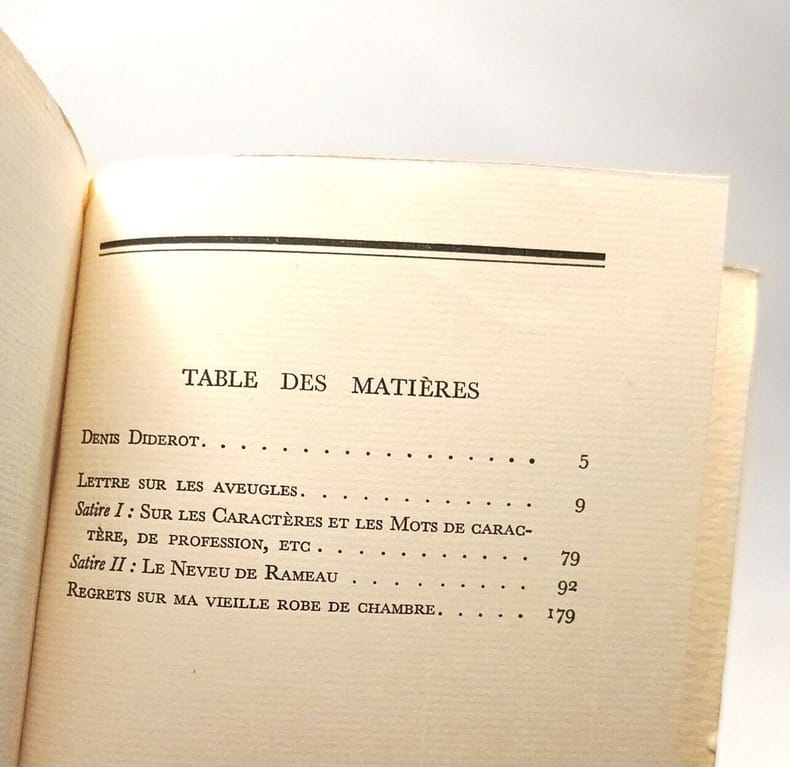 TABLE DES MATIÈRES
DENIS DIDEROT. . . . . . . . . . . . . . . . . 5
LETTRE SUR LES AVEUGLES. . . . . . . . . . . . 9
Satire I : SUR LES CARACTÈRES ET LES MOTS DE CARAC-
TÈRE, DE PROFESSION, ETC . . . . . . . . . . . 79
Satire II : LE NEVEU DE RAMEAU . . . . . . . . . 92
REGRETS SUR MA VIEILLE ROBE DE CHAMBRE. . . . . 179